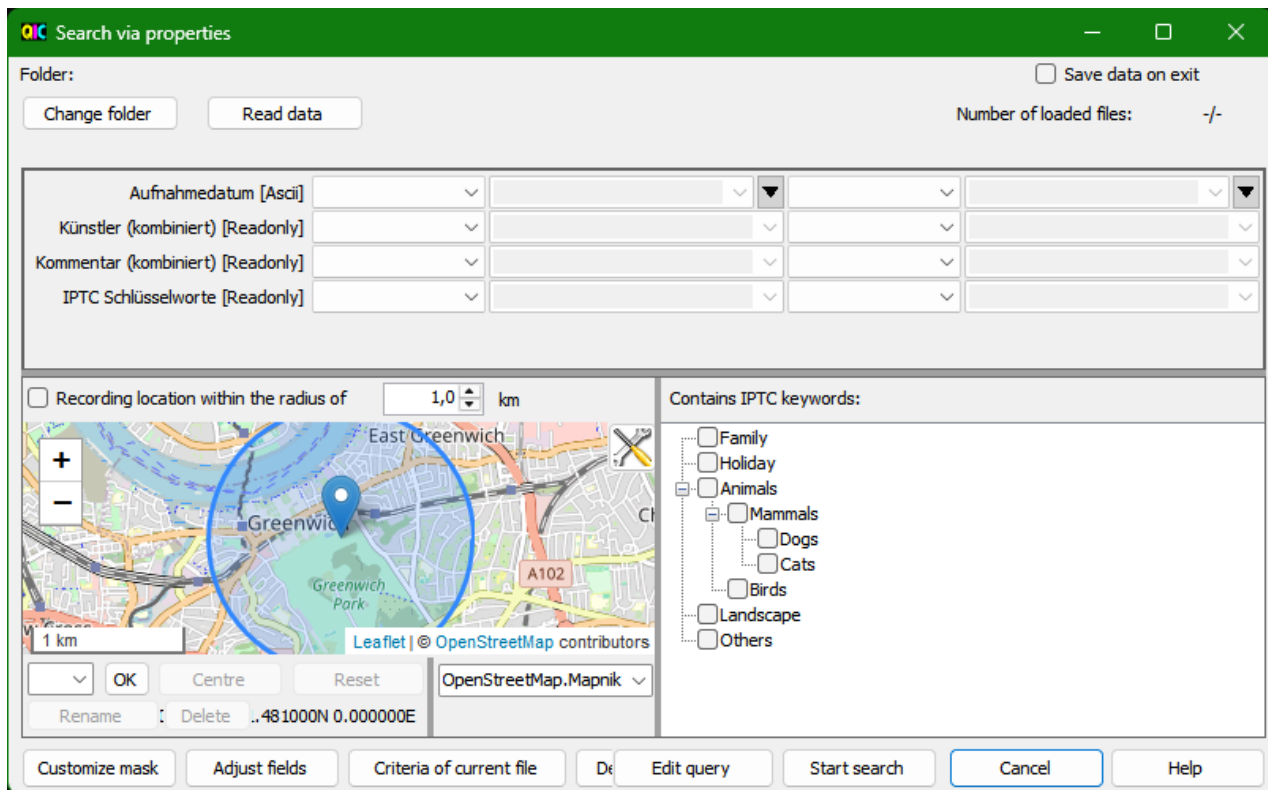 QIC Search via properties
Folder:
Save data on exit
Change folder
Read data
Number of loaded files: -/-
Aufnahmedatum [Ascii]
Künstler (kombiniert) [Readonly]
Kommentar (kombiniert) [Readonly]
IPTC Schlüsselworte [Readonly]
Recording location within the radius of 1,0 km
Contains IPTC keywords:
+
−
East Greenwich
Greenwich
Greenwich
Park
A102
1 km
Leaflet | © OpenStreetMap contributors
Family
Holiday
Animals
Mammals
Dogs
Cats
Birds
Landscape
Others
OK
Centre
Reset
OpenStreetMap.Mapnik
Rename
Delete
.481000N 0.000000E
Customize mask
Adjust fields
Criteria of current file
Edit query
Start search
Cancel
Help